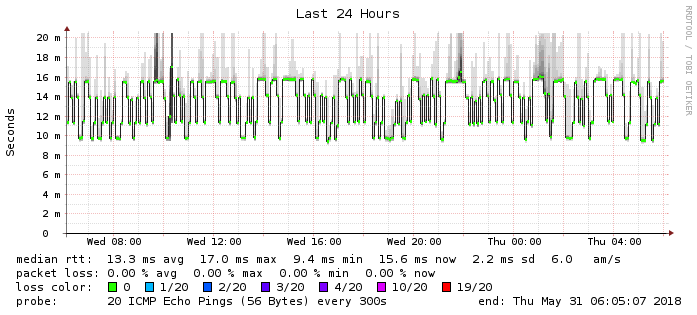 Last 24 Hours
RRDTOOL / TOBI OETIKER
Seconds
20 m
18 m
16 m
14 m
12 m
10 m
8 m
6 m
4 m
2 m
0
Wed 08:00 Wed 12:00 Wed 16:00 Wed 20:00 Thu 00:00 Thu 04:00
median rtt: 13.3 ms avg 17.0 ms max 9.4 ms min 15.6 ms now 2.2 ms sd 6.0 am/s
packet loss: 0.00 % avg 0.00 % max 0.00 % min 0.00 % now
loss color: 0 1/20 2/20 3/20 4/20 10/20 19/20
probe: 20 ICMP Echo Pings (56 Bytes) every 300s end: Thu May 31 06:05:07 2018